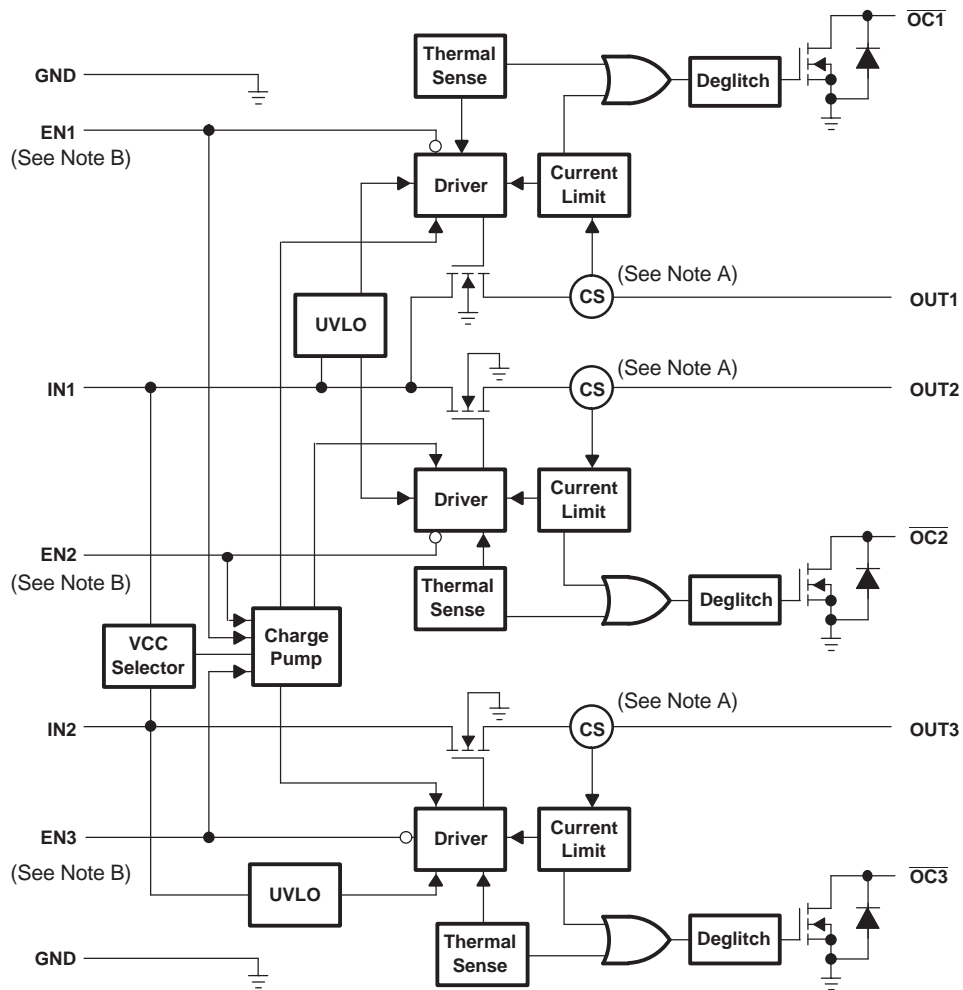 OC1
GND
Thermal
Sense
Deglitch
EN1
(See Note B)
Driver
Current
Limit
(See Note A)
CS
OUT1
UVLO
(See Note A)
IN1
CS
OUT2
Driver
Current
Limit
OC2
EN2
(See Note B)
Thermal
Sense
Deglitch
VCC
Selector
Charge
Pump
(See Note A)
IN2
CS
OUT3
EN3
Driver
Current
Limit
(See Note B)
UVLO
OC3
Thermal
Sense
Deglitch
GND